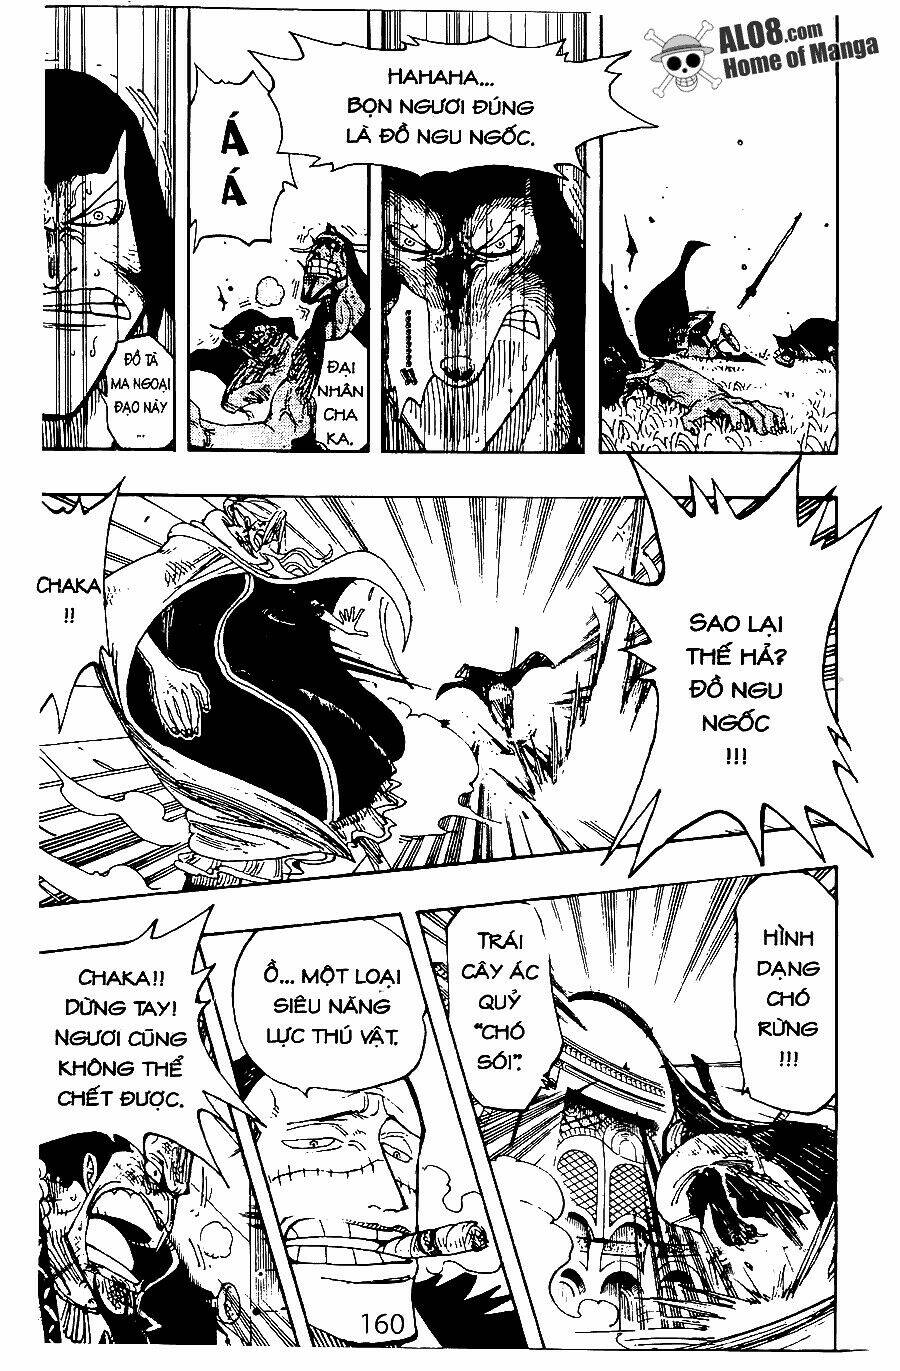 AL08.com
Home of Manga
HAHAHA...
BỌN NGƯƠI ĐÚNG
LÀ ĐỒ NGU NGỐC.
Á
Á
ĐẠI
NHÂN
CHA
KA.
ĐỒ TÀ
MA NGOẠI
ĐẠO NÀY
...
SAO LẠI
THẾ HẢ?
ĐỒ NGU
NGỐC
!!!
CHAKA
!!
HÌNH
DẠNG
CHÓ
RỪNG
!!!
TRÁI
CÂY ÁC
QUỶ
"CHÓ
SÓI".
Ồ... MỘT LOẠI
SIÊU NĂNG
LỰC THÚ VẬT.
CHAKA!!
DỪNG TAY!
NGƯƠI CŨNG
KHÔNG THỂ
CHẾT ĐƯỢC.
160